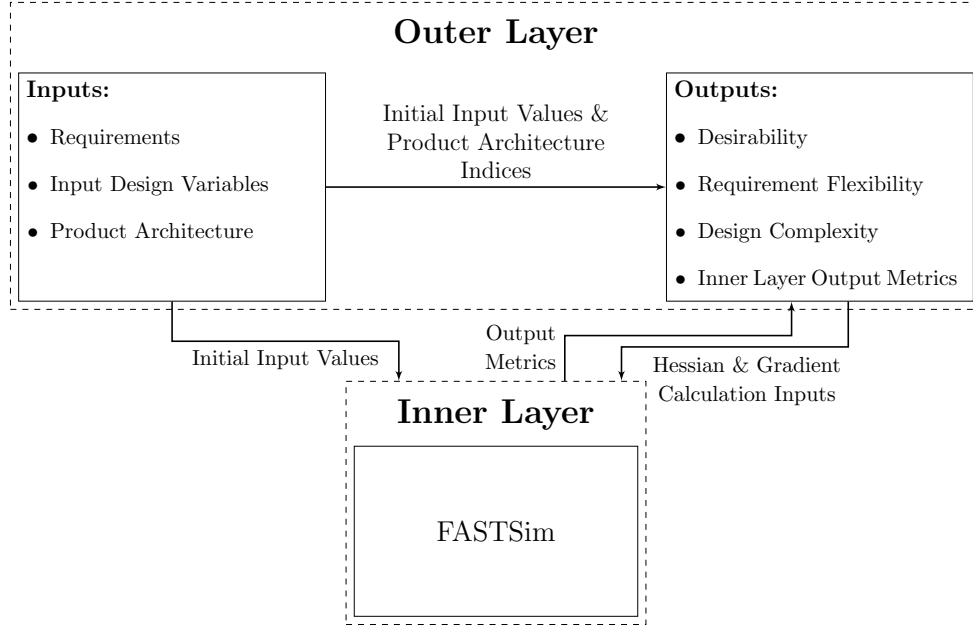 Outer Layer
Inputs:
● Requirements
● Input Design Variables
● Product Architecture
Initial Input Values &
Product Architecture
Indices
Outputs:
● Desirability
● Requirement Flexibility
● Design Complexity
● Inner Layer Output Metrics
Initial Input Values
Output
Metrics
Hessian & Gradient
Calculation Inputs
Inner Layer
FASTSim